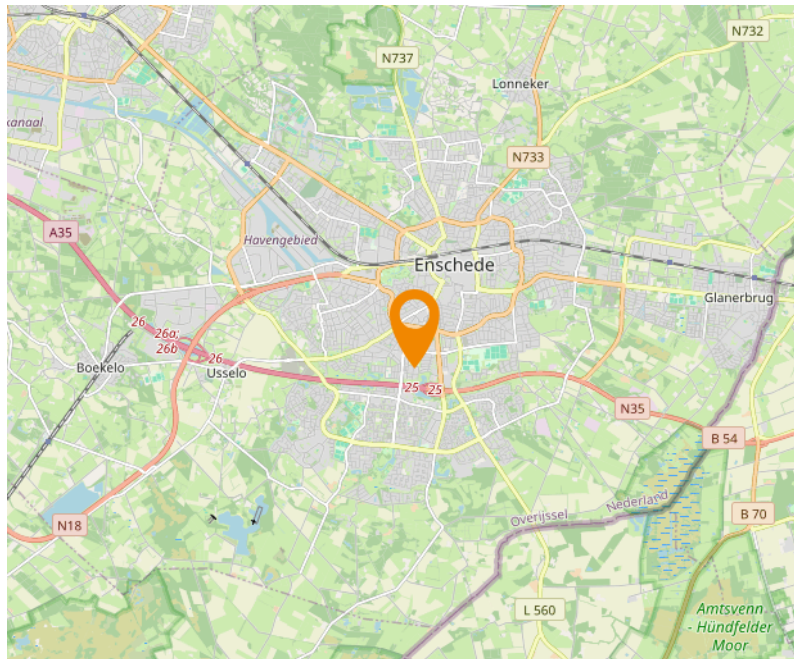 N732
N737
Lonneker
kanaal
N733
A35
Havengebied
Enschede
Glanerbrug
26
26a;
26b
26
Boekelo
Usselo
25
25
N35
B 54
Nederland
Overijssel
N18
B 70
L 560
Amtsvenn
- Hündfelder
Moor